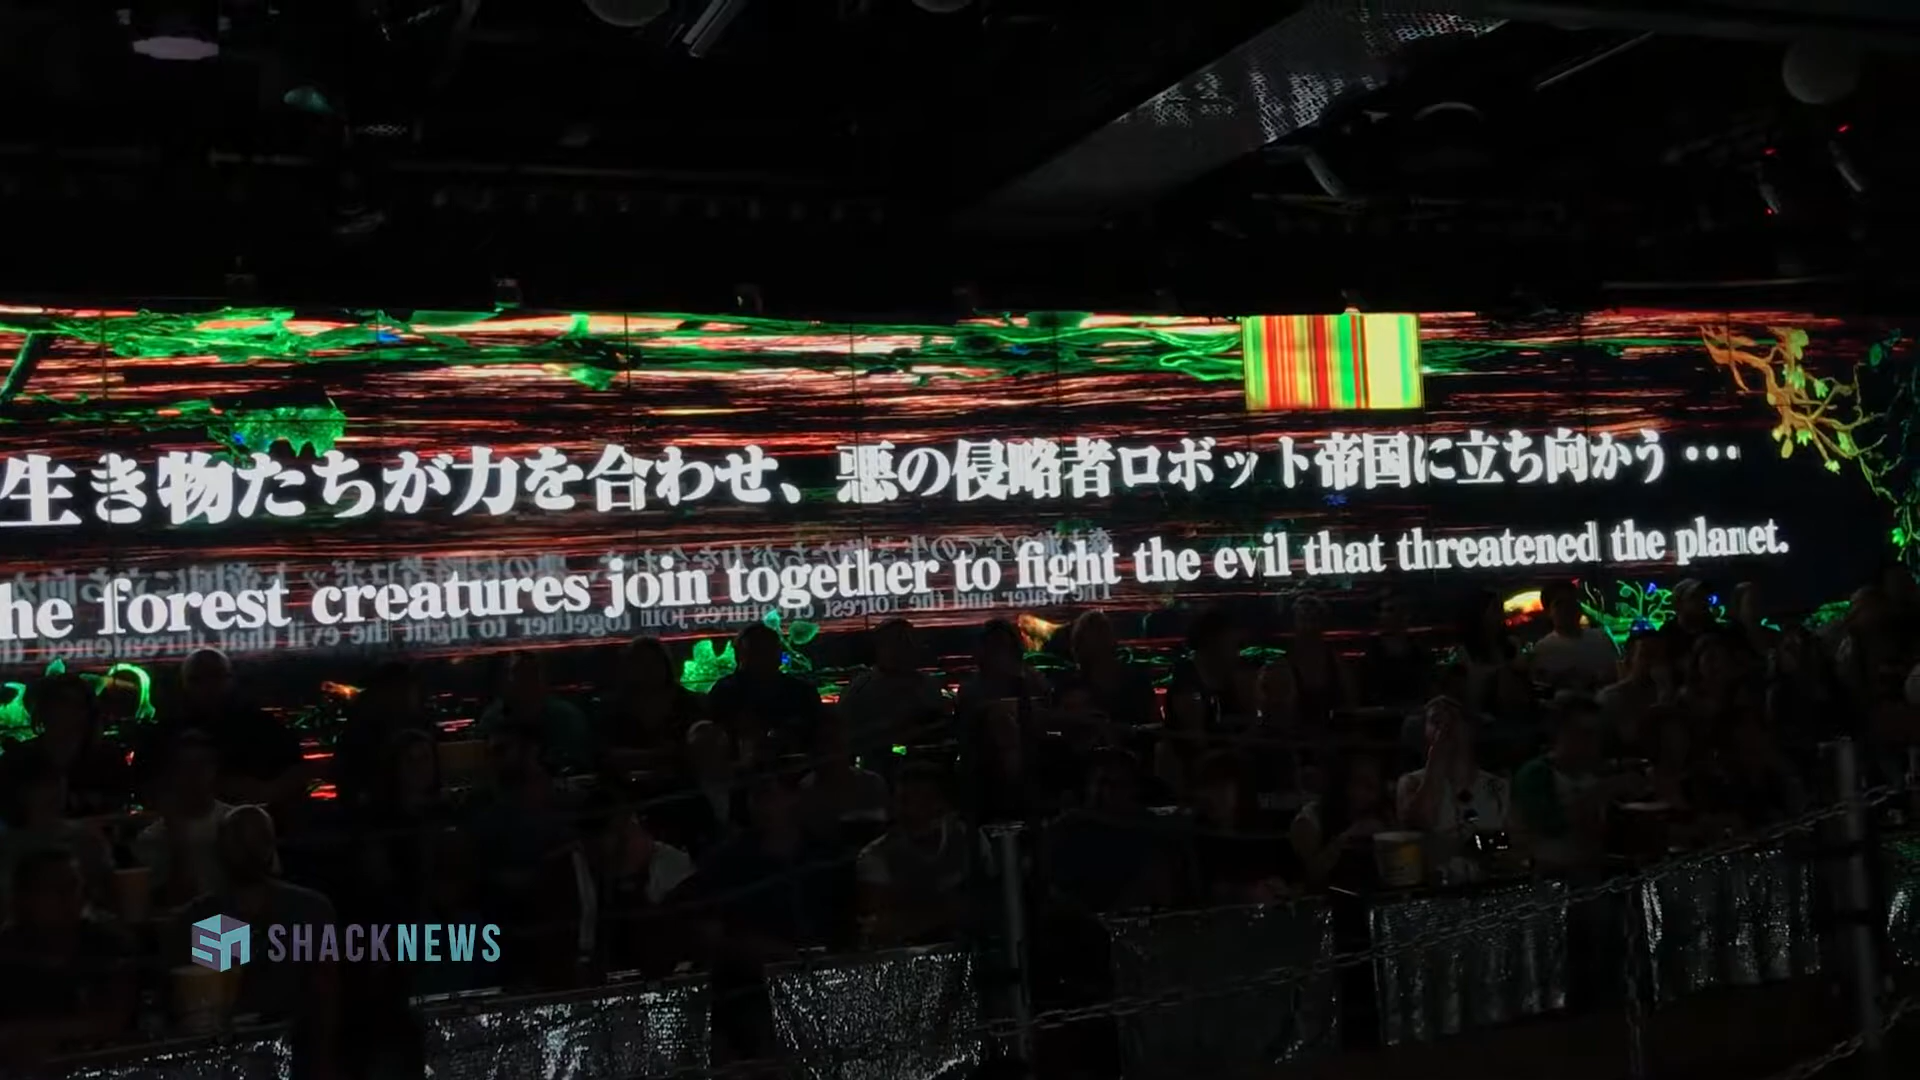 生き物たちが力を合わせ、悪の侵略者ロボット帝国に立ち向かう…
he forest creatures join together to fight the evil that threatened the planet.
SHACKNEWS